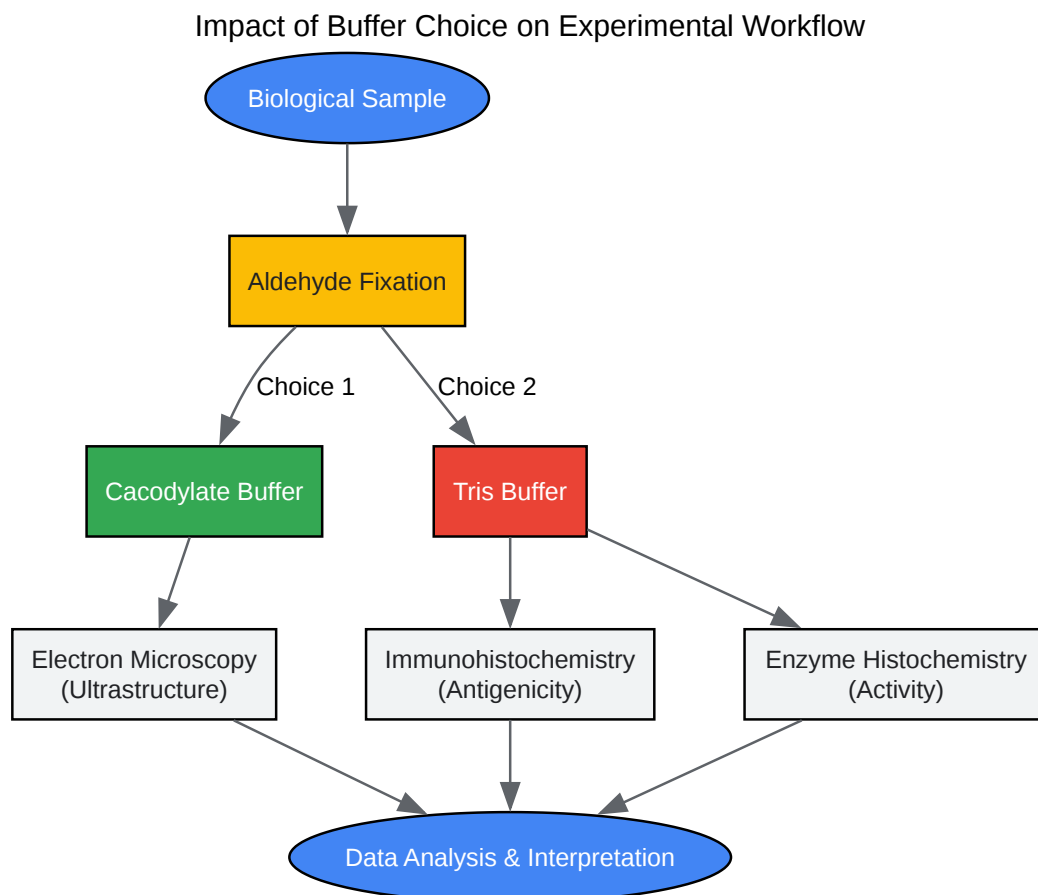 Impact of Buffer Choice on Experimental Workflow
Biological Sample
Aldehyde Fixation
Choice 1
Choice 2
Cacodylate Buffer
Tris Buffer
Electron Microscopy
(Ultrastructure)
Immunohistochemistry
(Antigenicity)
Enzyme Histochemistry
(Activity)
Data Analysis & Interpretation